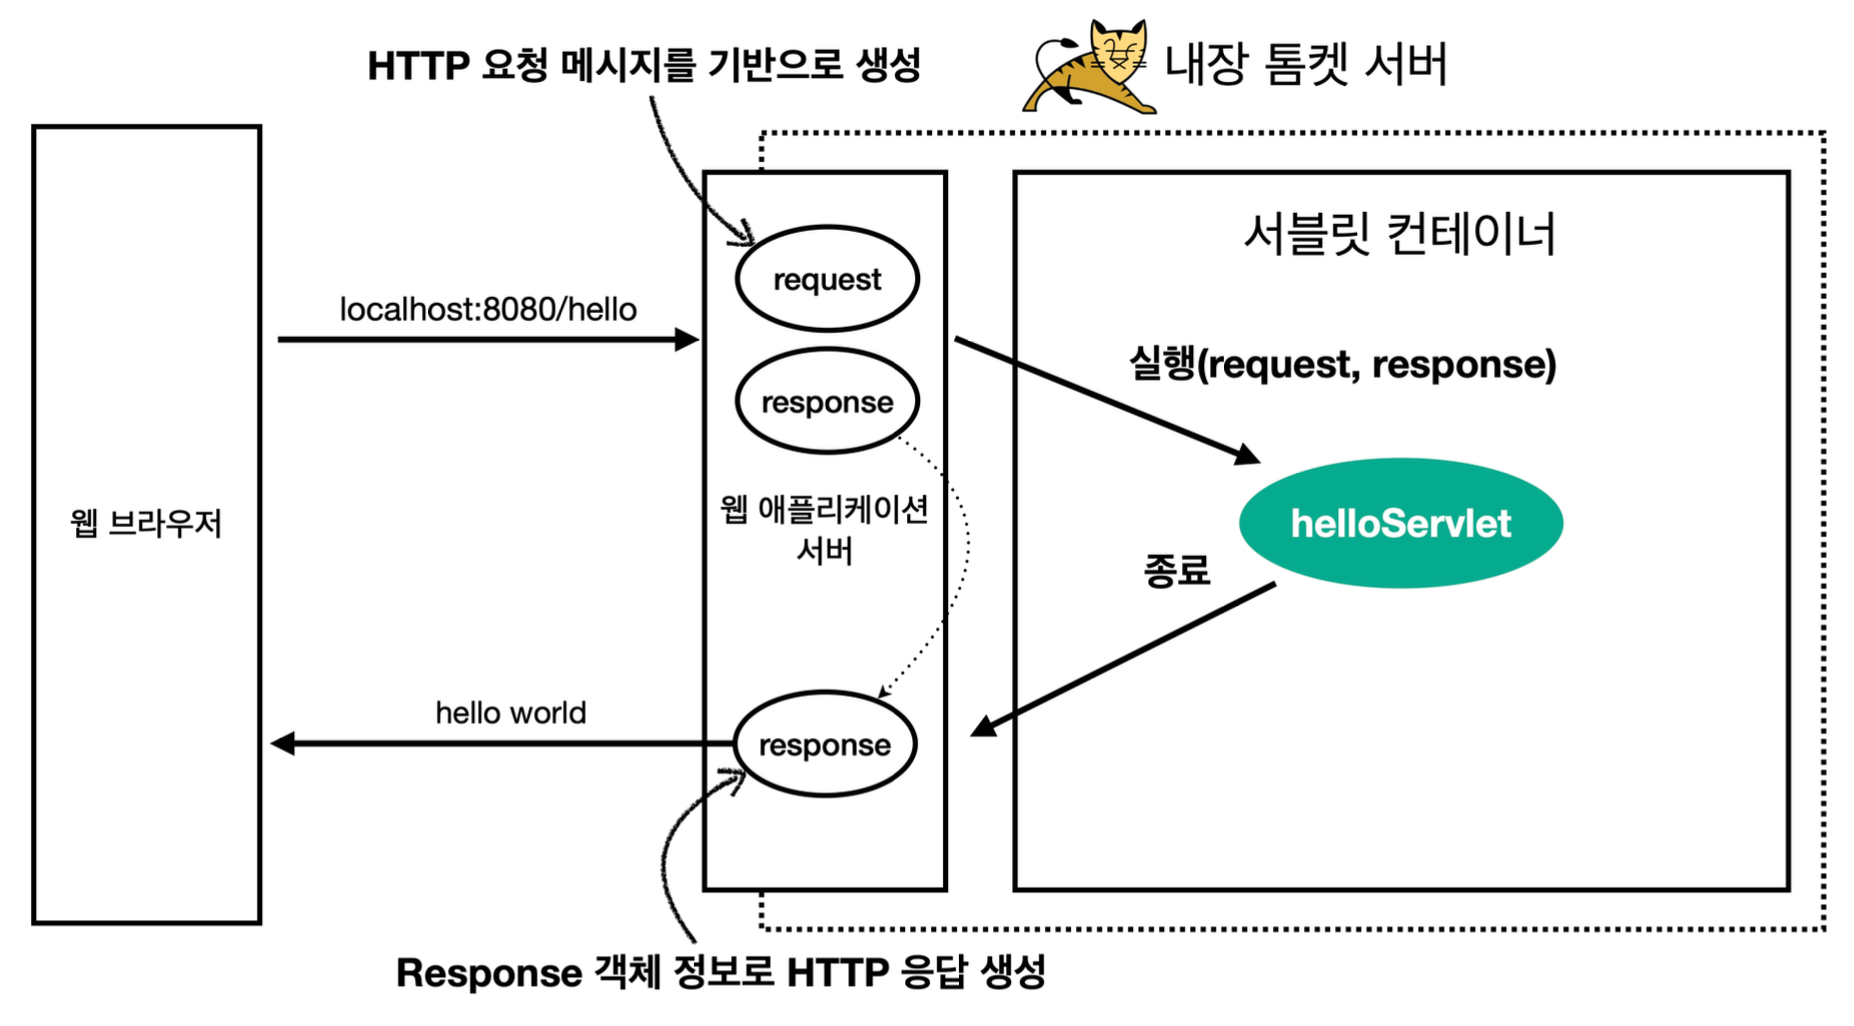 HTTP 요청 메시지를 기반으로 생성
내장 톰켓 서버
서블릿 컨테이너
request
localhost:8080/hello
실행(request, response)
response
웹 브라우저
웹 애플리케이션
서버
helloServlet
종료
hello world
response
Response 객체 정보로 HTTP 응답 생성